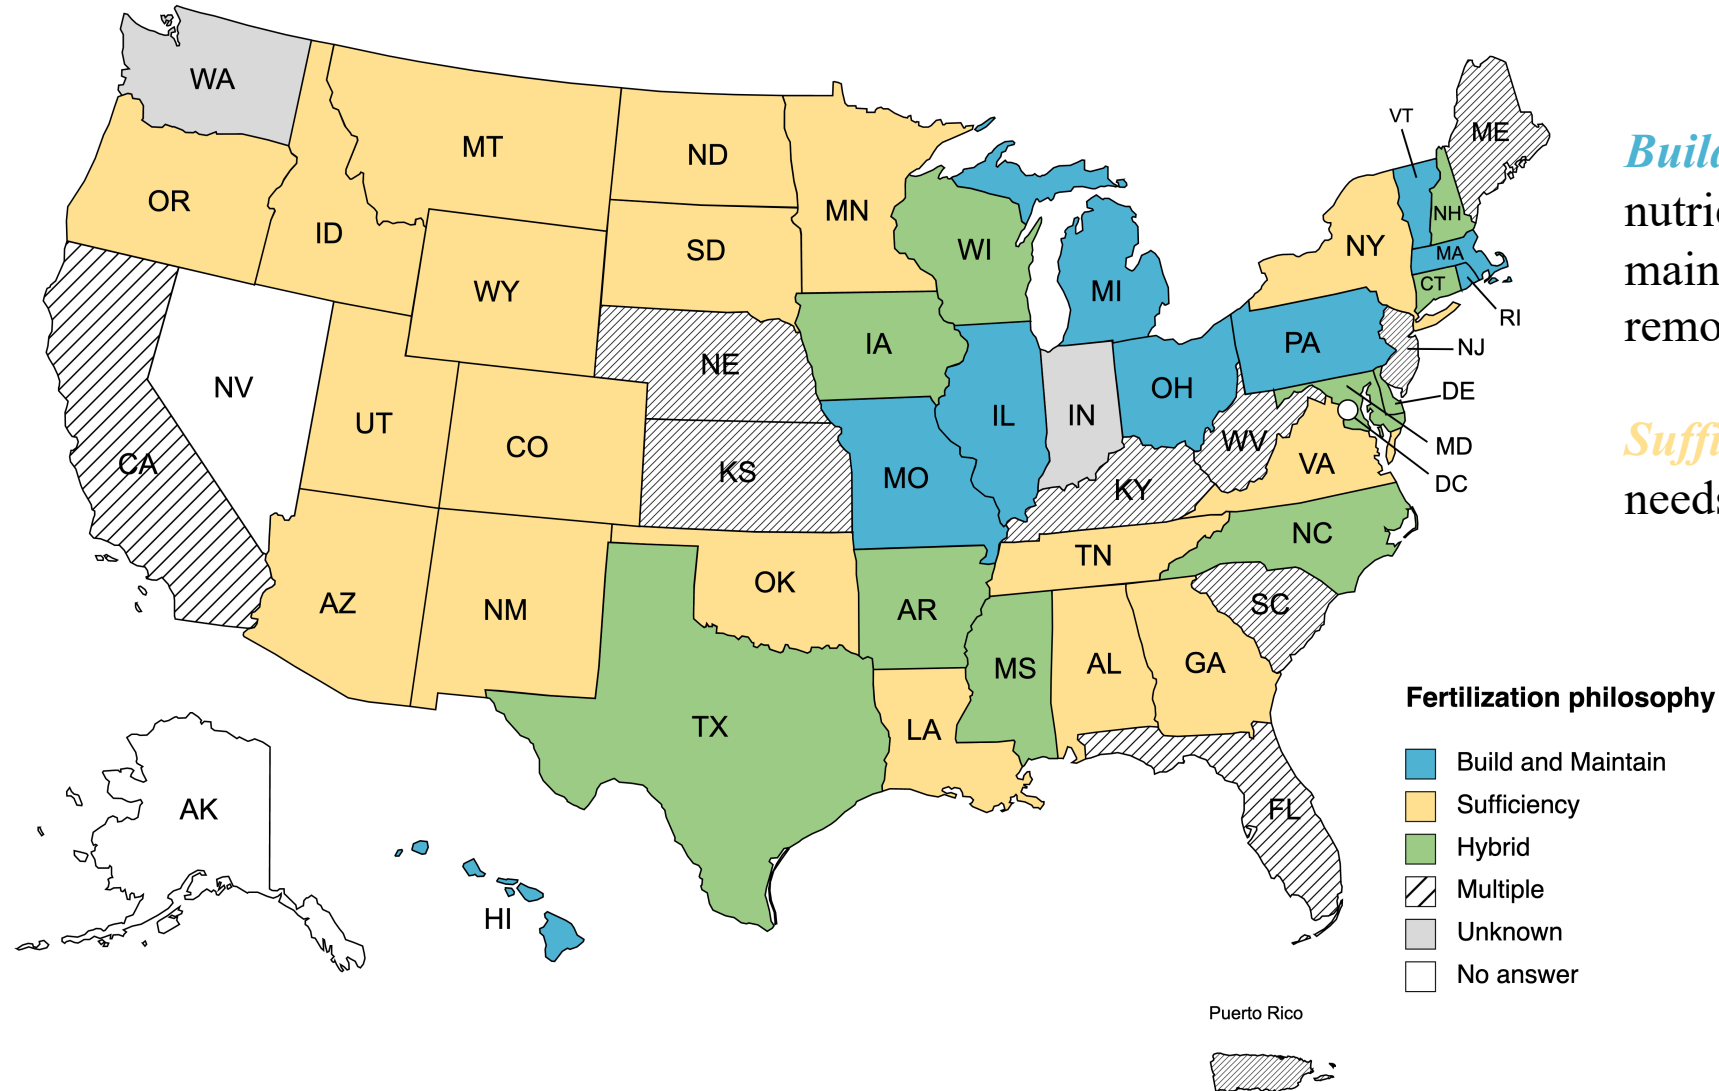 WA
MT
ND
MN
OR
ID
SD
WY
WI
MI
VT
ME
NH
NY
MA
CT
RI
NJ
PA
DE
MD
DC
NV
UT
CO
NE
IA
IL
IN
OH
CA
KS
MO
KY
WV
VA
AZ
NM
OK
AR
TN
NC
SC
TX
LA
MS
AL
GA
FL
AK
HI
needs
Fertilization philosophy
Build and Maintain
Sufficiency
Hybrid
Multiple
Unknown
No answer
Puerto Rico